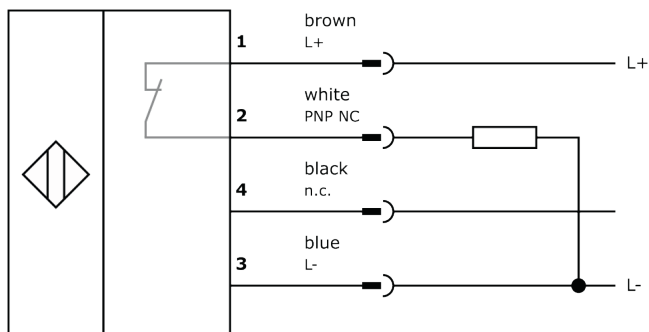 brown
1 L+ L+
white
2 PNP NC
black
4 n.c.
blue
3 L- L-